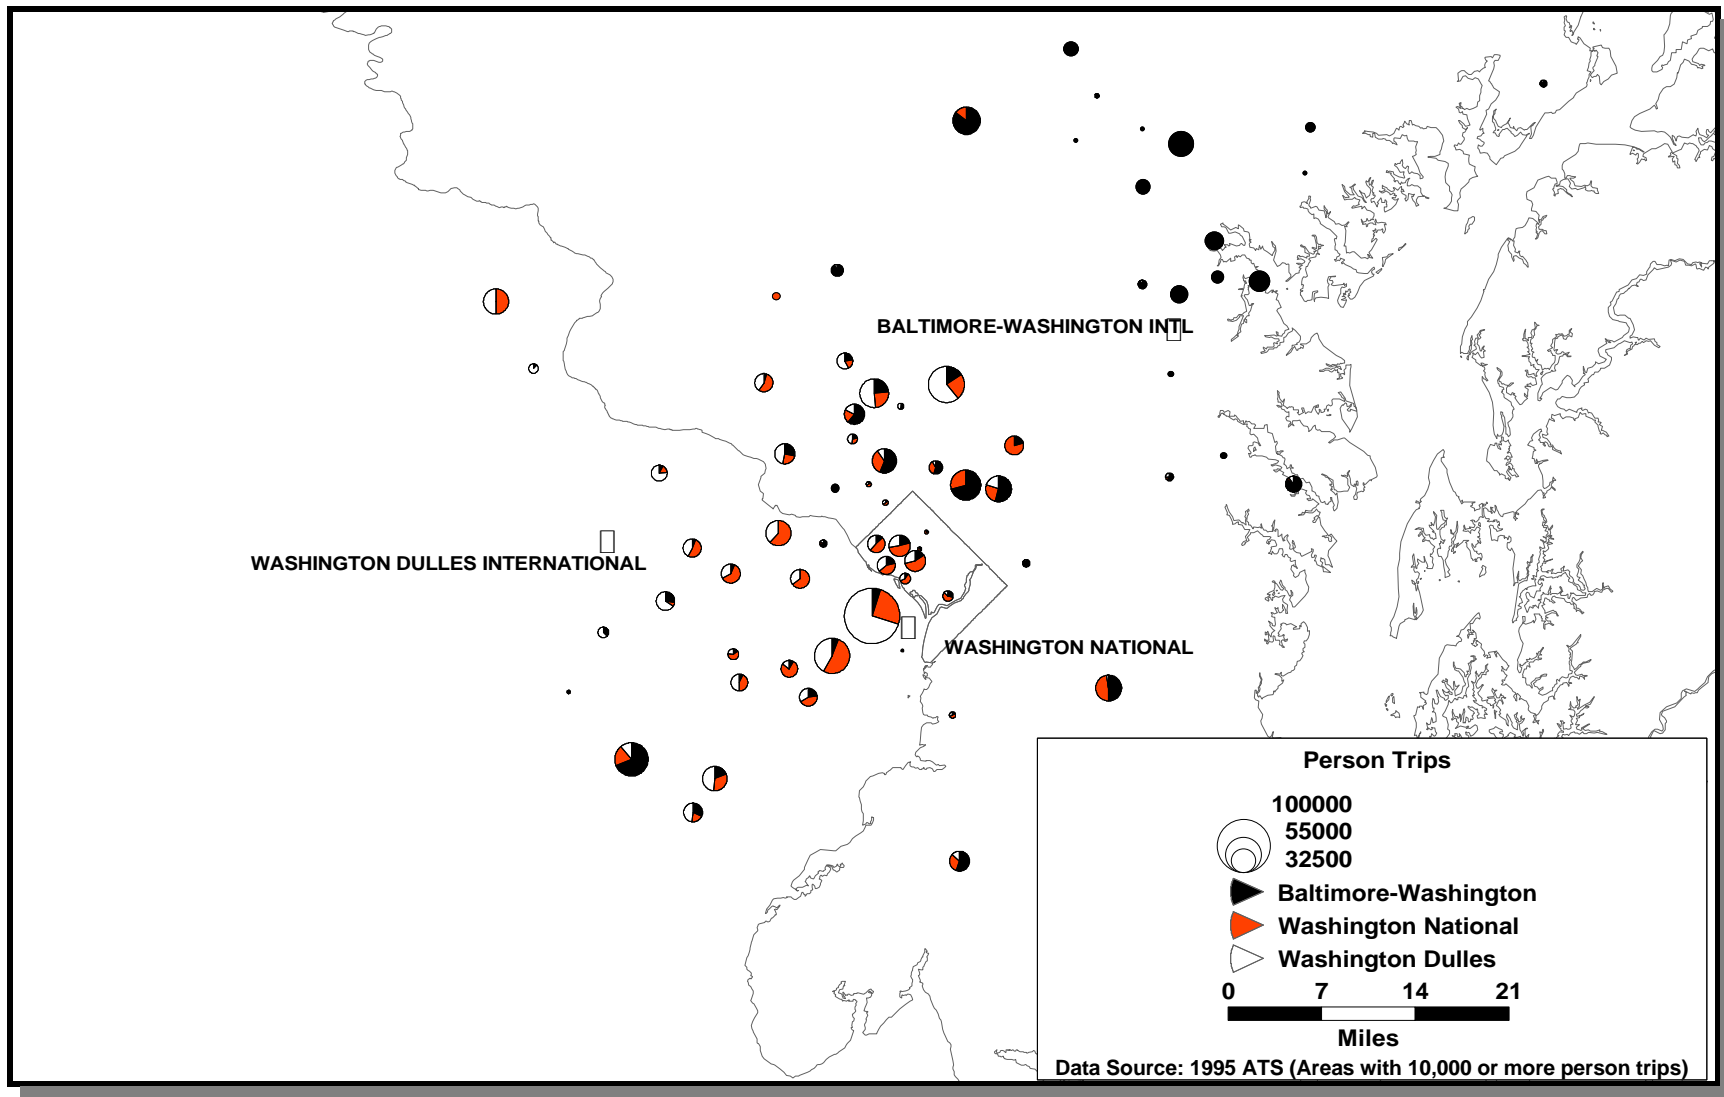 BALTIMORE-WASHINGTON INTL
WASHINGTON DULLES INTERNATIONAL
WASHINGTON NATIONAL
Person Trips
100000
55000
32500
Baltimore-Washington
Washington National
Washington Dulles
0 7 14 21
Miles
Data Source: 1995 ATS (Areas with 10,000 or more person trips)